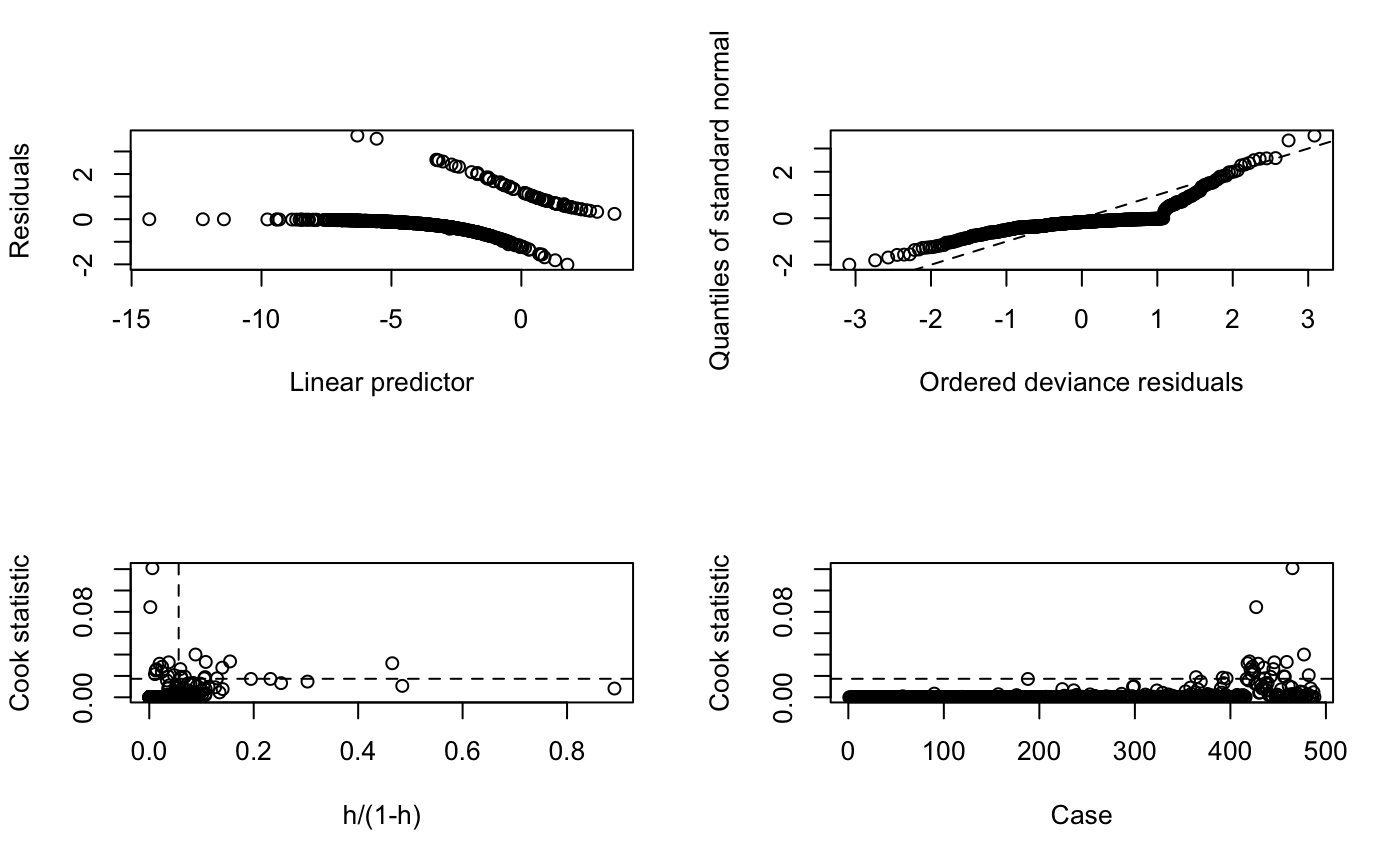 Residuals
2
0
-2
-15 -10 -5 0
Linear predictor
Quantiles of standard normal
2
0
-2
-3 -2 -1 0 1 2 3
Ordered deviance residuals
Cook statistic
0.08
0.00
0.0 0.2 0.4 0.6 0.8
h/(1-h)
Cook statistic
0.08
0.00
0 100 200 300 400 500
Case